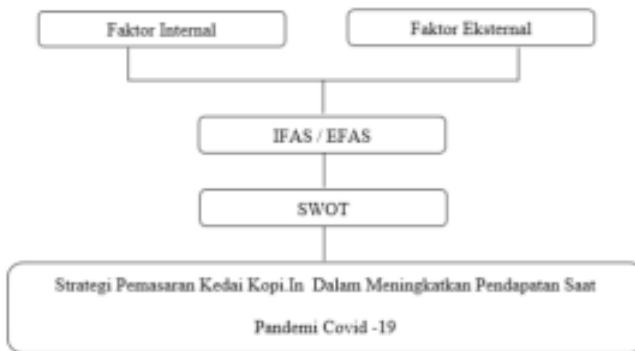 Faktor Internal
Faktor Eksternal
IFAS / EFAS
SWOT
Strategi Pemasaran Kedai Kopi.In Dalam Meningkatkan Pendapatan Saat
Pandemi Covid -19